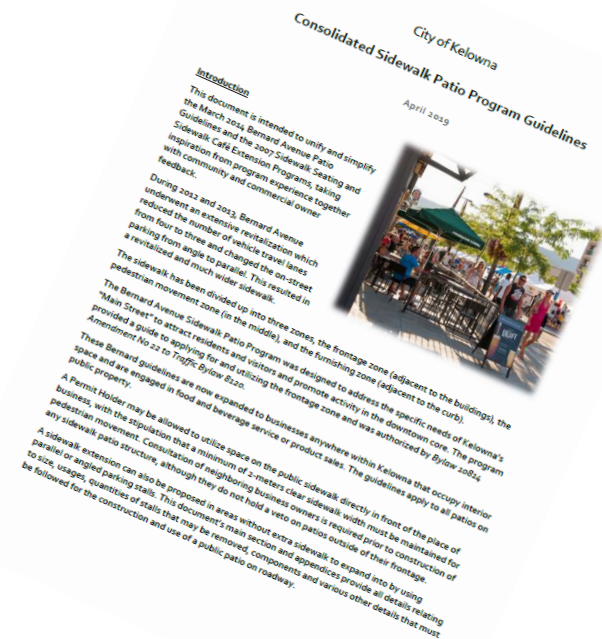 City of Kelowna
Consolidated Sidewalk Patio Program Guidelines
April 2019
Introduction
This document is intended to unify and simplify
the March 2014 Bernard Avenue Patio
Guidelines and the 2007 Sidewalk Seating and
Sidewalk Café Extension Programs, taking
inspiration from program experience together
with community and commercial owner
feedback.
During 2012 and 2013, Bernard Avenue
underwent an extensive revitalization which
reduced the number of vehicle travel lanes
from four to three and changed the on-street
parking from angle to parallel. This resulted in
a revitalized and much wider sidewalk.
The sidewalk has been divided up into three zones, the frontage zone (adjacent to the buildings), the
pedestrian movement zone (in the middle), and the furnishing zone (adjacent to the curb).
The Bernard Avenue Sidewalk Patio Program was designed to address the specific needs of Kelowna's
"Main Street" to attract residents and visitors and promote activity in the downtown core. The program
provided a guide to applying for and utilizing the frontage zone and was authorized by Bylaw 10814
Amendment No 22 to Traffic Bylaw 8120.
These Bernard guidelines are now expanded to businesses anywhere within Kelowna that occupy interior
space and are engaged in food and beverage service or product sales. The guidelines apply to all patios on
public property.
A Permit Holder may be allowed to utilize space on the public sidewalk directly in front of the place of
business, with the stipulation that a minimum of 2-meters clear sidewalk width must be maintained for
pedestrian movement. Consultation of neighboring business owners is required prior to construction of
any sidewalk patio structure, although they do not hold a veto on patios outside of their frontage.
A sidewalk extension can also be proposed in areas without extra sidewalk to expand into by using
parallel or angled parking stalls. This document's main section and appendices provide all details relating
to size, usages, quantities of stalls that may be removed, components and various other details that must
be followed for the construction and use of a public patio on roadway.